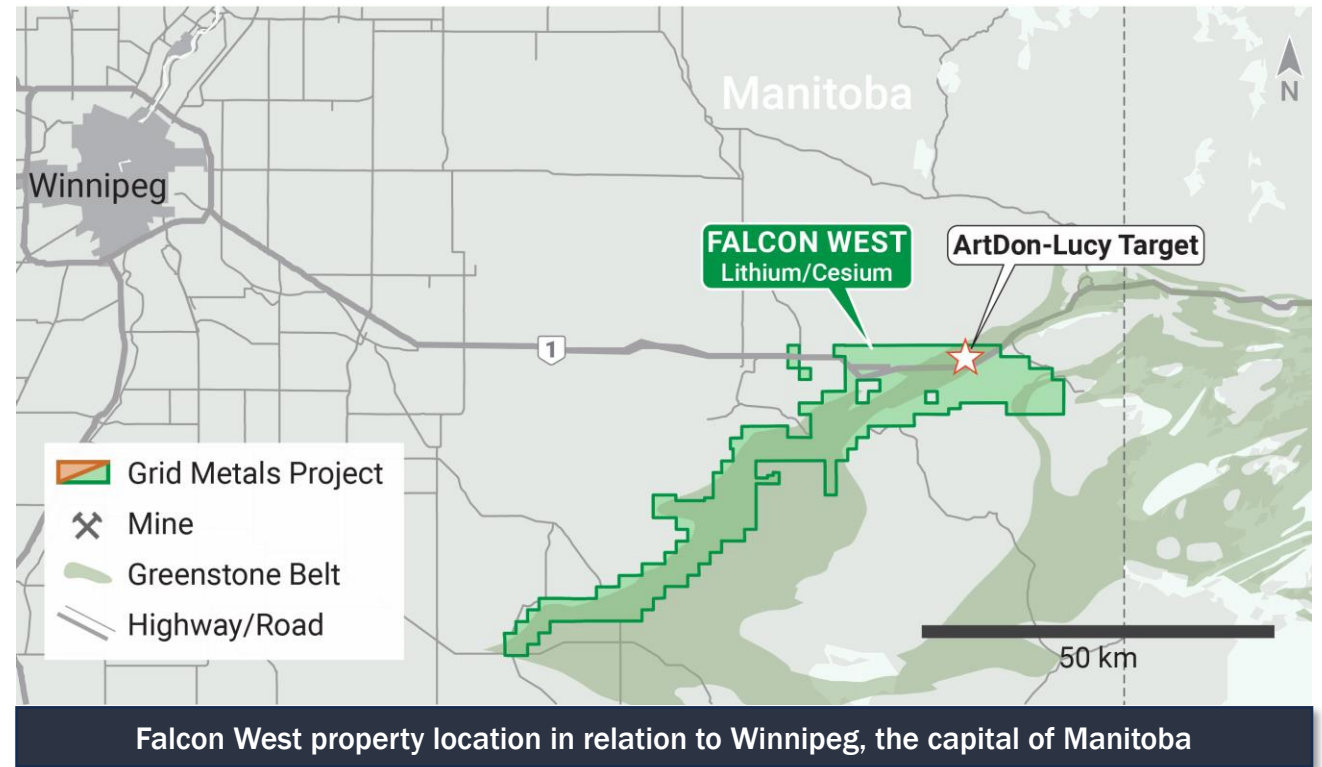 Manitoba
N
Winnipeg
FALCON WEST
Lithium/Cesium
ArtDon-Lucy Target
1
Grid Metals Project
Mine
Greenstone Belt
Highway/Road
50 km
Falcon West property location in relation to Winnipeg, the capital of Manitoba